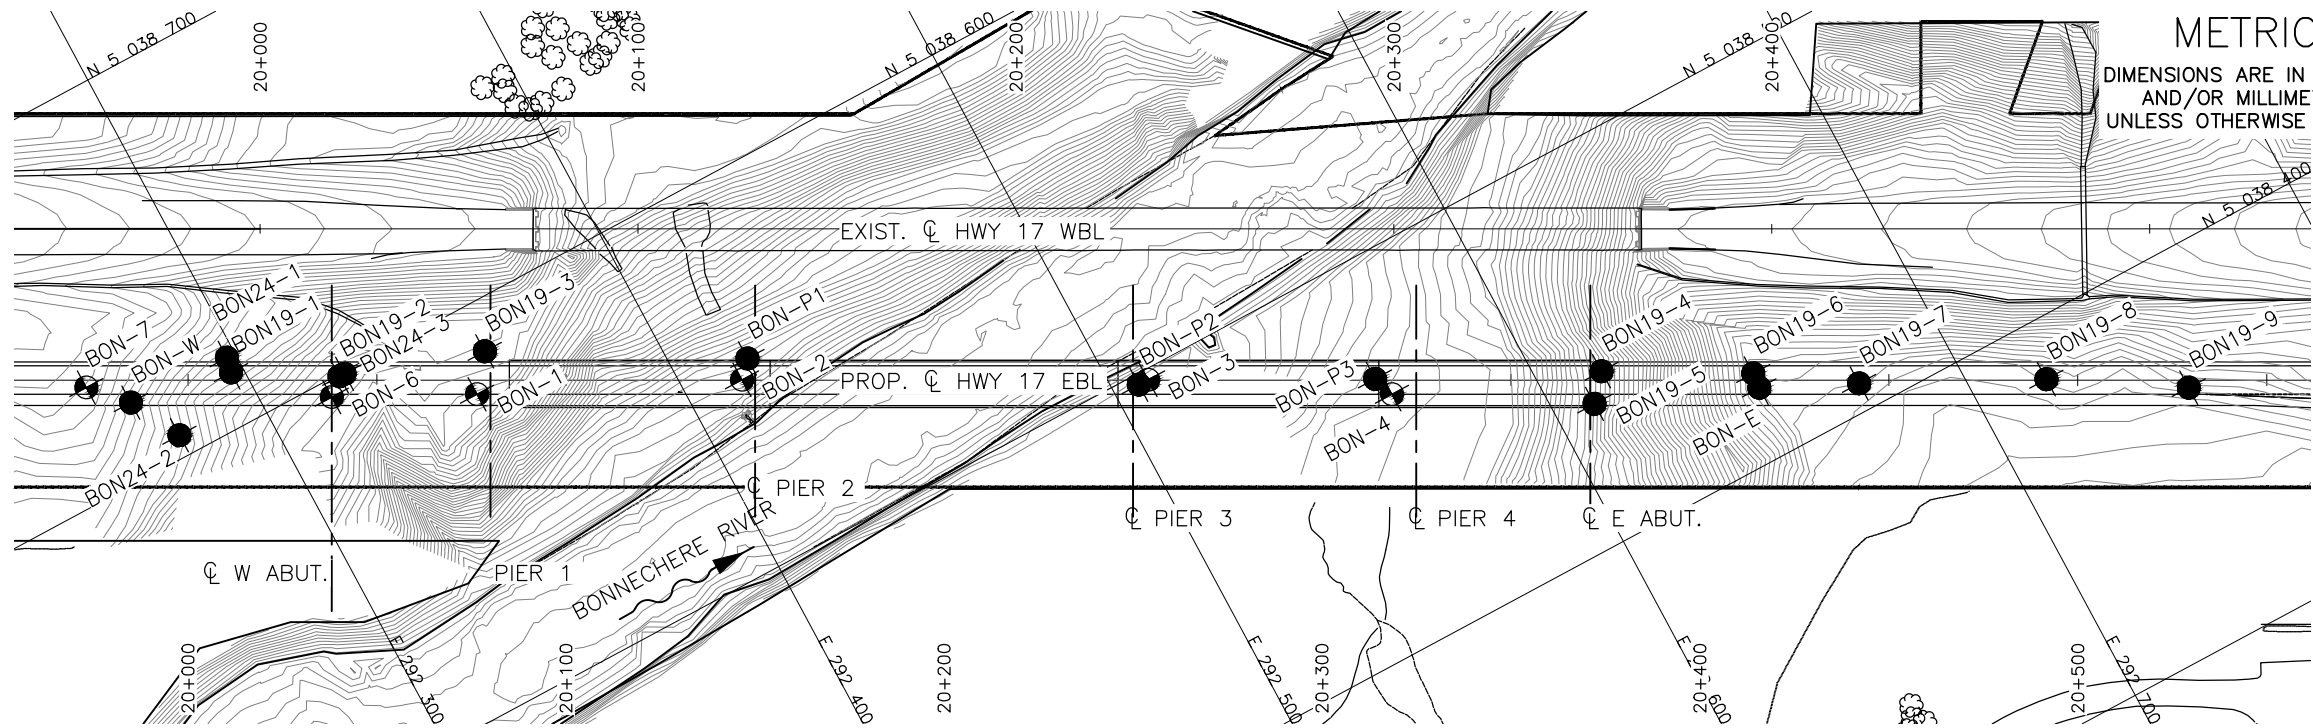 N 5 038 700
20+000
20+100
N 5 038 600
20+200
20+300
N 5 038
20+400
METRIC
DIMENSIONS ARE IN
AND/OR MILLIME
UNLESS OTHERWISE
N 5 038 400
EXIST. ℄ HWY 17 WBL
BON24-1
BON19-1
BON-7
BON-W
BON19-2
BON24-3
BON-6
BON19-3
BON-1
BON24-2
BON-P1
BON-2
PROP. ℄ HWY 17 EBL
BON-P2
BON-3
BON-P3
BON-4
BON19-4
BON19-5
BON19-6
BON-E
BON19-7
BON19-8
BON19-9
℄ PIER 2
℄ PIER 3
℄ PIER 4
℄ E ABUT.
℄ W ABUT.
PIER 1
BONNECHERE RIVER
20+000
E 292 300
20+100
E 292 400
20+200
E 292 500
20+300
E 292 600
20+400
20+500
E 292 700